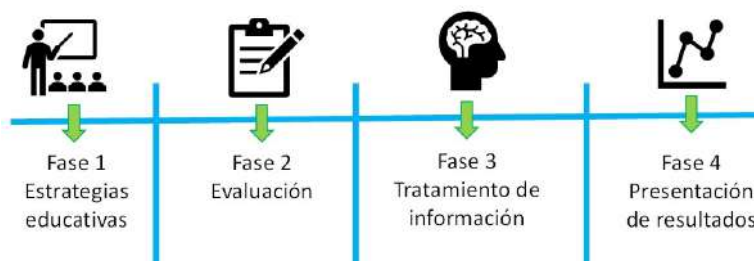 Fase 1
Estrategias
educativas
Fase 2
Evaluación
Fase 3
Tratamiento de
información
Fase 4
Presentación
de resultados